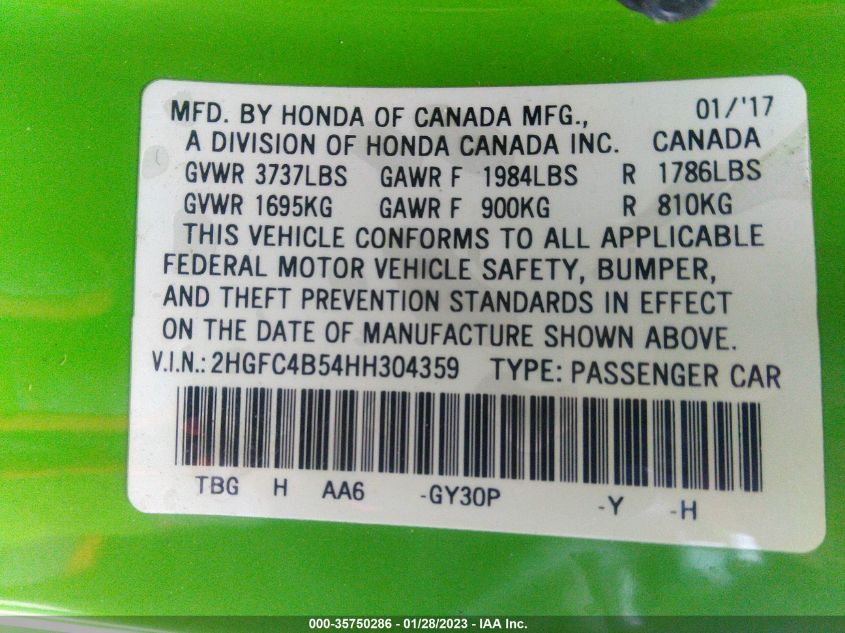 MFD. BY HONDA OF CANADA MFG., 01/'17
A DIVISION OF HONDA CANADA INC. CANADA
GVWR 3737LBS GAWR F 1984LBS R 1786LBS
GVWR 1695KG GAWR F 900KG R 810KG
THIS VEHICLE CONFORMS TO ALL APPLICABLE
FEDERAL MOTOR VEHICLE SAFETY, BUMPER,
AND THEFT PREVENTION STANDARDS IN EFFECT
ON THE DATE OF MANUFACTURE SHOWN ABOVE.
V.I.N.: 2HGFC4B54HH304359 TYPE: PASSENGER CAR
TBG H AA6 -GY30P -Y -H
000-35750286 - 01/28/2023 - IAA Inc.